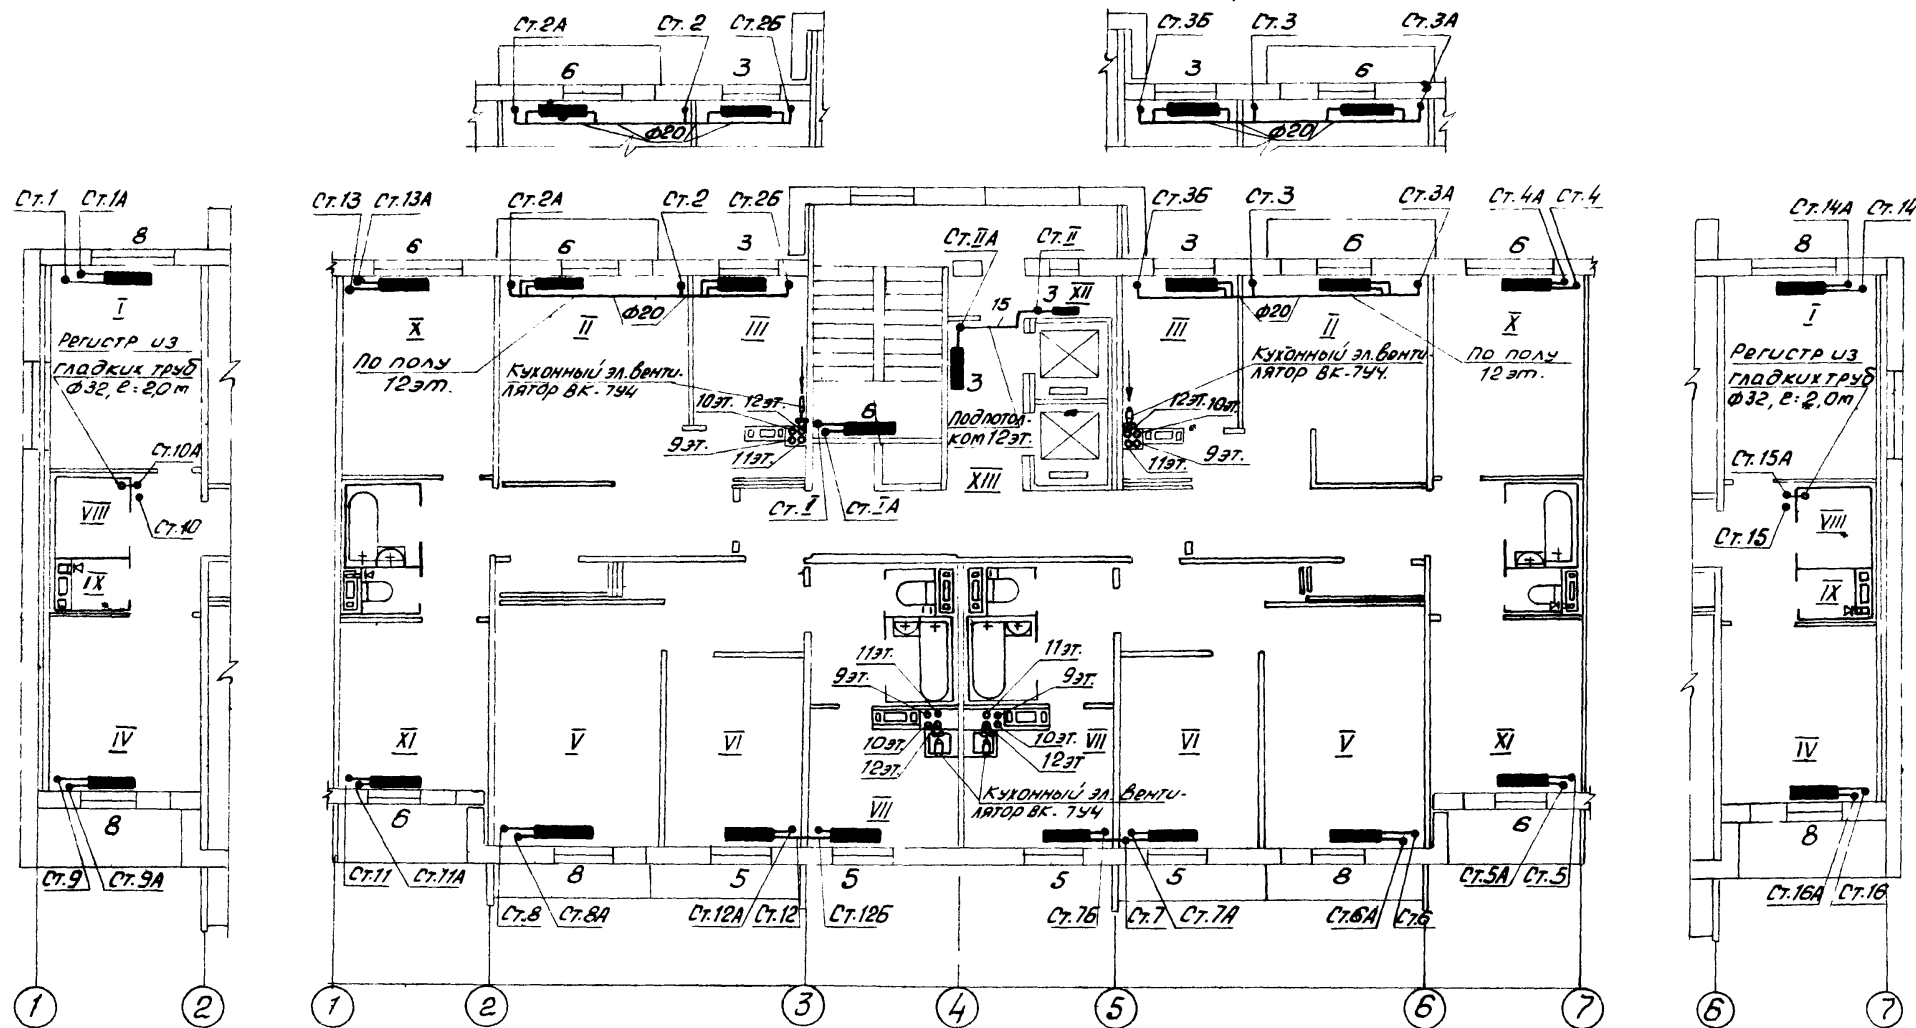 Ст.2А Ст.2 Ст.2Б
6 3
ф20
Ст.3Б Ст.3 Ст.3А
3 6
ф20
Ст.1 Ст.1А
8
I
Регистр из
гладких труб
ф32, ℓ=2,0м
Ст.10А
VIII
Ст.10
IX
IV
8
Ст.9 Ст.9А
1 2
Ст.13 Ст.13А Ст.2А Ст.2 Ст.2Б
6 6 3
X II III
ф20
По полу
12эт.
Кухонный эл.венти-
лятор ВК-7У4
10эт. 12эт.
9эт.
11эт.
Ст.IIА Ст.II
15
3 XII
3
6
Под потол-
ком 12эт.
XIII
Ст.I Ст.IА
Ст.3Б Ст.3 Ст.3А Ст.4А Ст.4
3 6 6
III II X
ф20
Кухонный эл.венти-
лятор ВК-7У4.
По полу
12эт.
12эт. 10эт.
9эт.
11эт.
11эт. 11эт.
9эт. 9эт.
10эт. 10эт.
12эт. 12эт
XI V VI VII VII VI V XI
Кухонный эл.венти-
лятор ВК-7У4
6 8 5 5 5 5 8 6
Ст.11 Ст.11А
Ст.5А Ст.5
Ст.8 Ст.8А Ст.12А Ст.12 Ст.12Б Ст.7Б Ст.7 Ст.7А Ст.6А Ст.6
1 2 3 4 5 6 7
Ст.14А Ст.14
8
I
Регистр из
гладких труб
ф32, ℓ=2,0м
Ст.15А
VIII
Ст.15
IX
IV
8
Ст.16А Ст.16
6 7